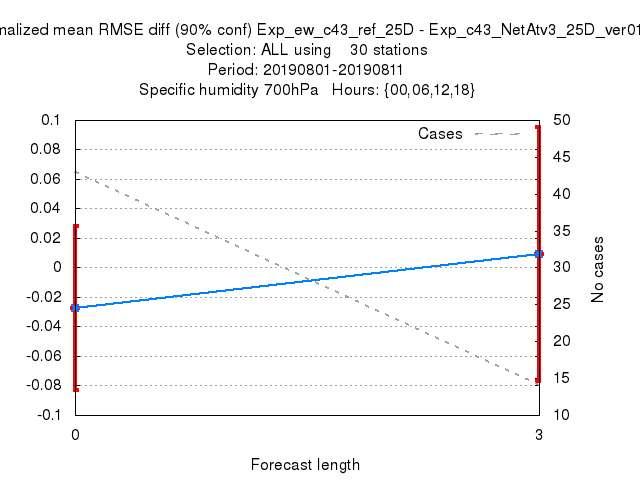 malized mean RMSE diff (90% conf) Exp_ew_c43_ref_25D - Exp_c43_NetAtv3_25D_ver01
Selection: ALL using 30 stations
Period: 20190801-20190811
Specific humidity 700hPa Hours: {00,06,12,18}
0.1 50
Cases
0.08 45
0.06 40
0.04 35
0.02
0 30
-0.02 25
-0.04 20
-0.06 15
-0.08
-0.1 10
No cases
0 3
Forecast length